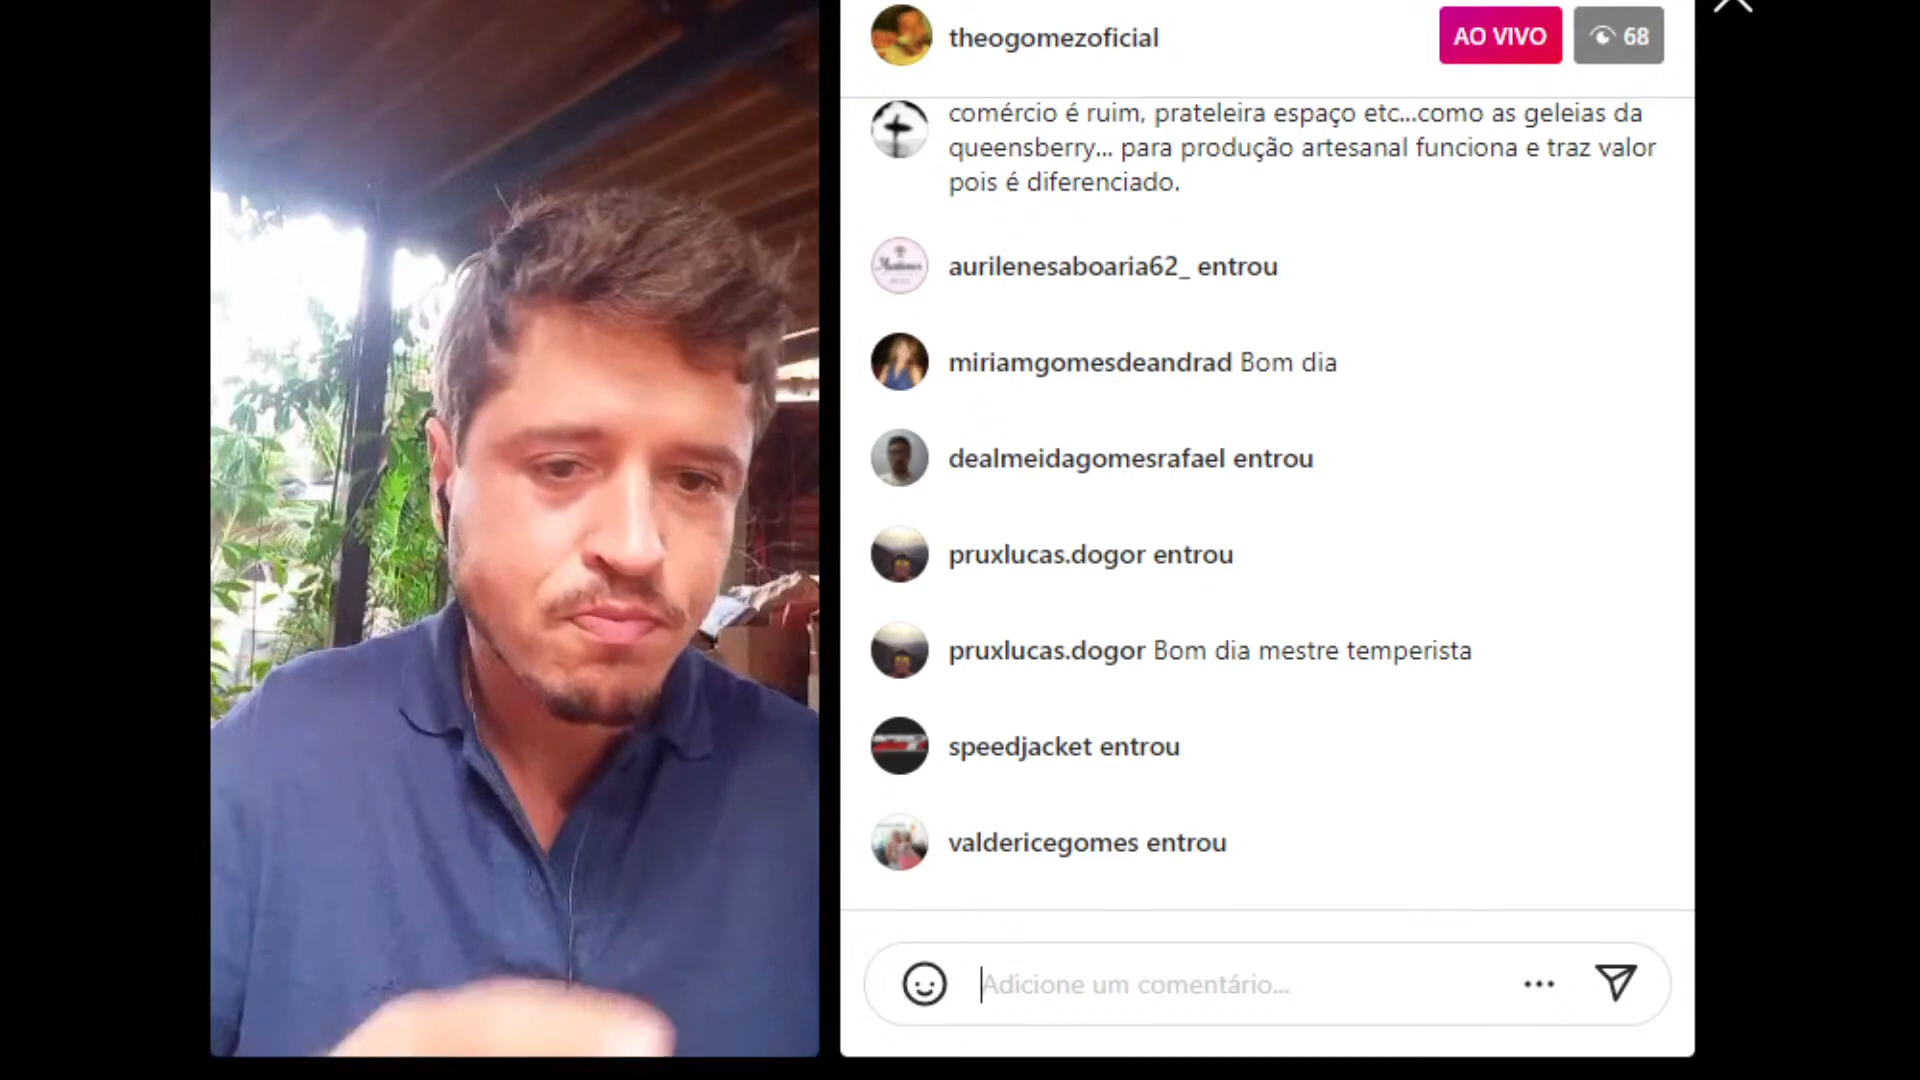 theogomezoficial
AO VIVO
68
comércio é ruim, prateleira espaço etc...como as geleias da
queensberry... para produção artesanal funciona e traz valor
pois é diferenciado.
aurilenesaboaria62_ entrou
miriamgomesdeandrad Bom dia
dealmeidagomesrafael entrou
pruxlucas.dogor entrou
pruxlucas.dogor Bom dia mestre temperista
speedjacket entrou
valdericegomes entrou
Adicione um comentário...